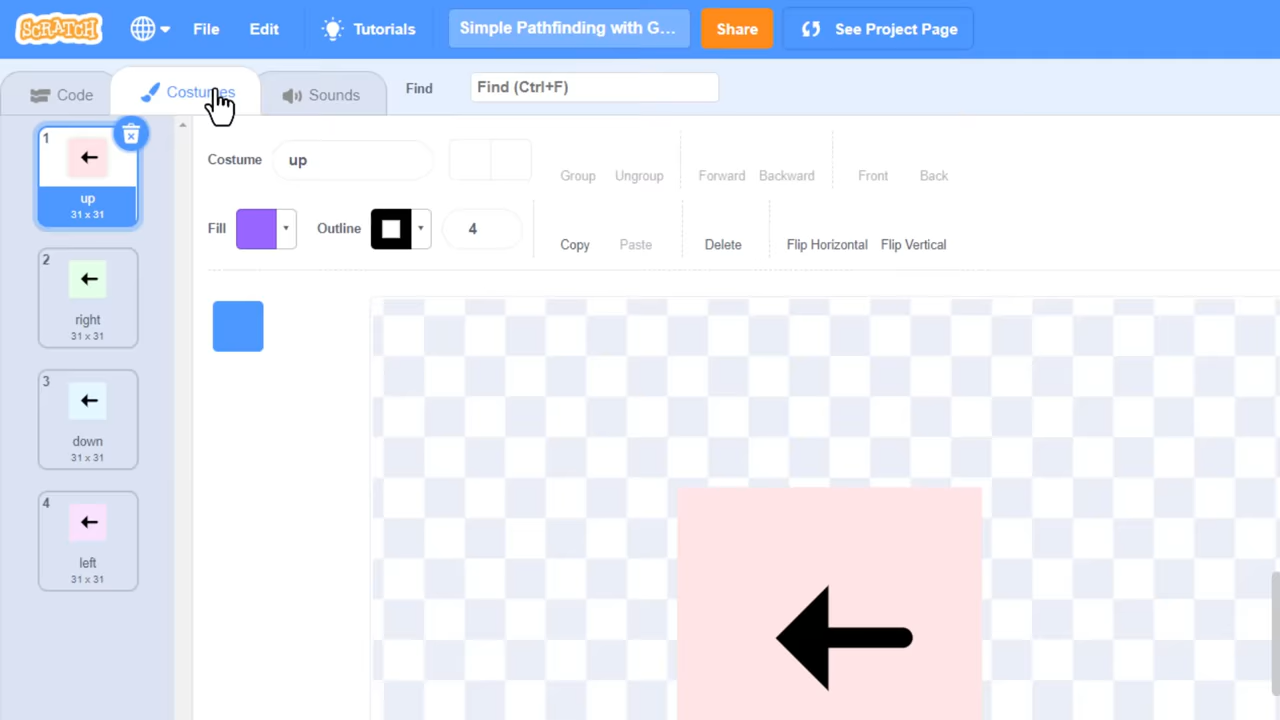 SCRATCH
File
Edit
Tutorials
Simple Pathfinding with G...
Share
See Project Page
Code
Costumes
Sounds
Find
Find (Ctrl+F)
1
up
31 x 31
2
right
31 x 31
3
down
31 x 31
4
left
31 x 31
Costume
up
Group
Ungroup
Forward
Backward
Front
Back
Fill
Outline
4
Copy
Paste
Delete
Flip Horizontal
Flip Vertical